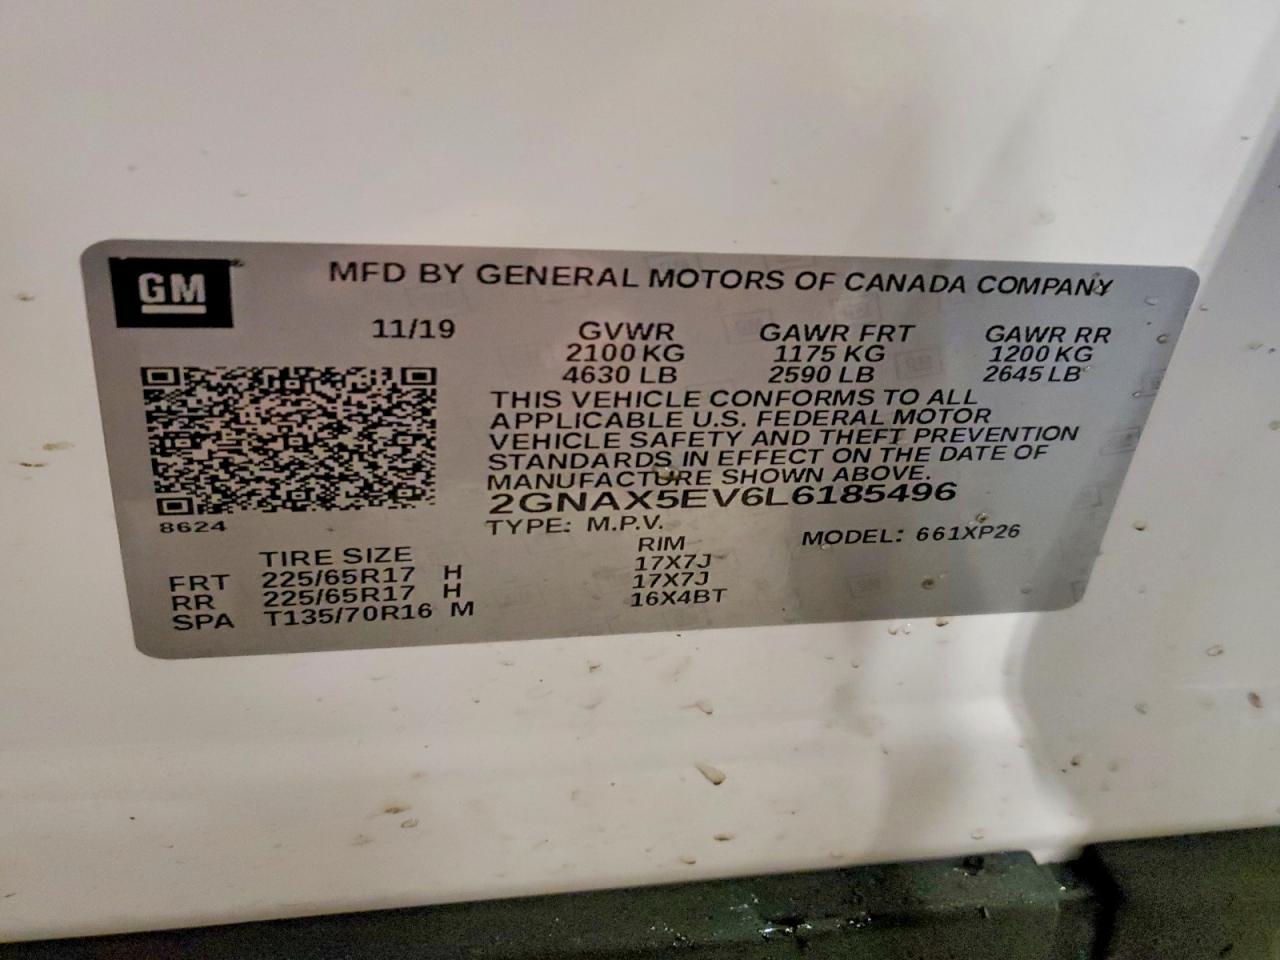 GM
MFD BY GENERAL MOTORS OF CANADA COMPANY
11/19 GVWR GAWR FRT GAWR RR
2100 KG 1175 KG 1200 KG
4630 LB 2590 LB 2645 LB
THIS VEHICLE CONFORMS TO ALL
APPLICABLE U.S. FEDERAL MOTOR
VEHICLE SAFETY AND THEFT PREVENTION
STANDARDS IN EFFECT ON THE DATE OF
MANUFACTURE SHOWN ABOVE.
2GNAX5EV6L6185496
8624
TYPE: M.P.V. MODEL: 661XP26
TIRE SIZE RIM
FRT 225/65R17 H 17X7J
RR 225/65R17 H 17X7J
SPA T135/70R16 M 16X4BT